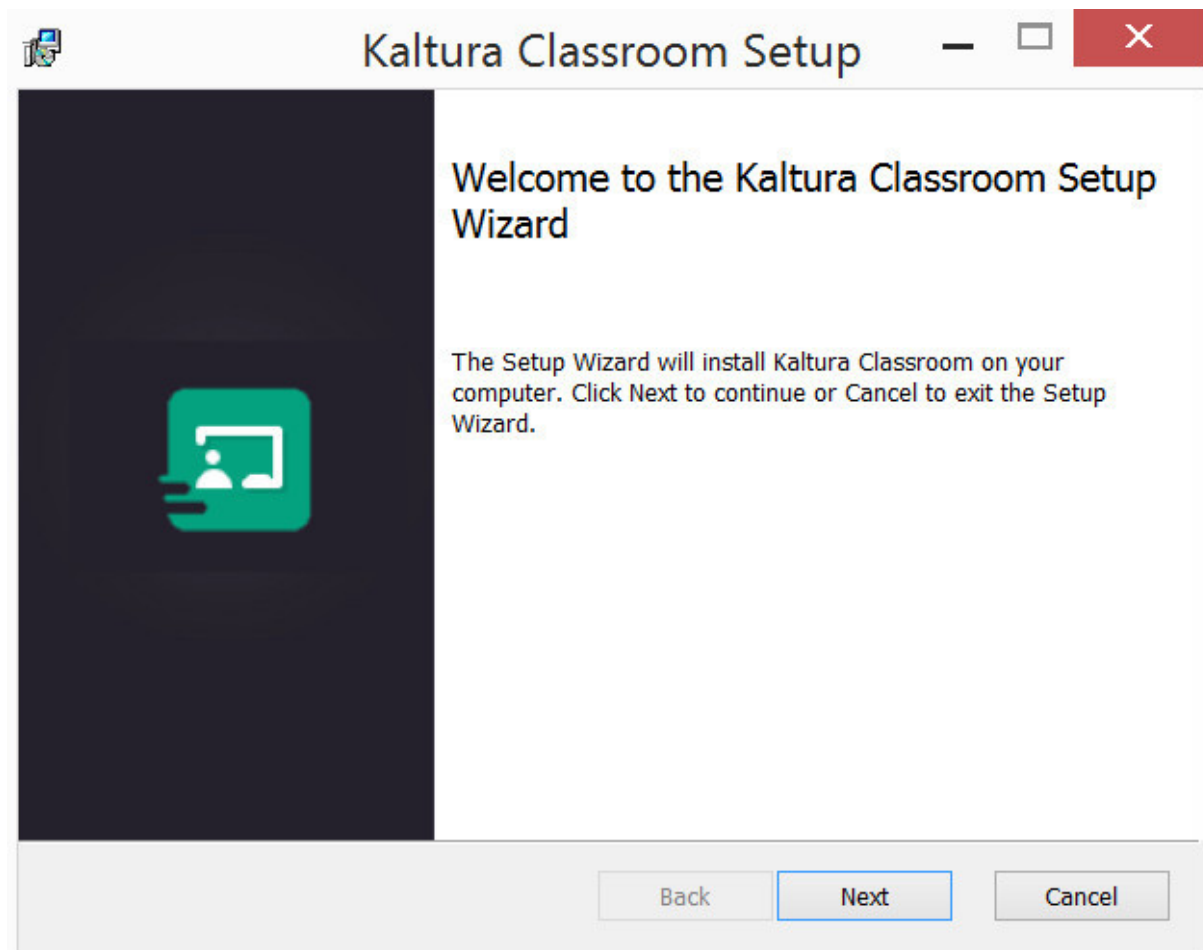 Kaltura Classroom Setup
Welcome to the Kaltura Classroom Setup
Wizard
The Setup Wizard will install Kaltura Classroom on your
computer. Click Next to continue or Cancel to exit the Setup
Wizard.
Back Next Cancel